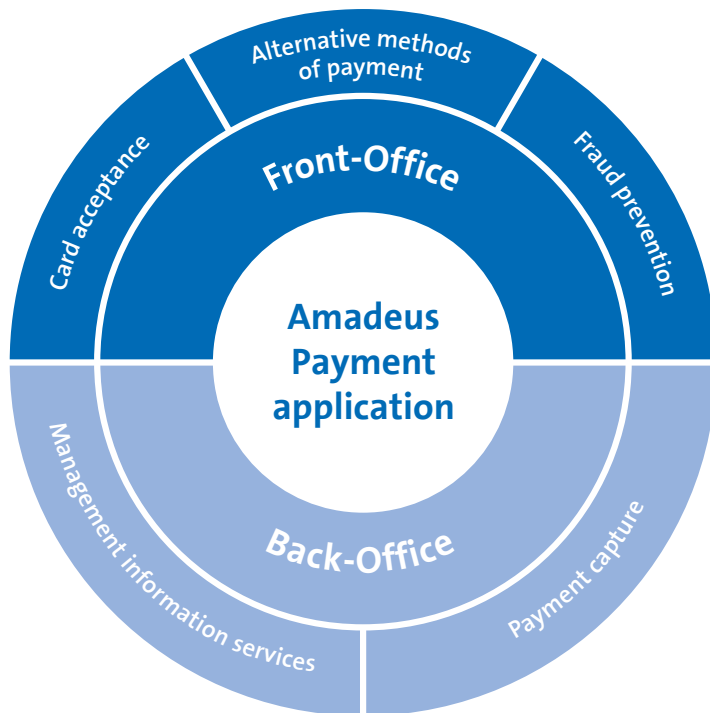 Alternative methods
of payment
Card acceptance
Fraud prevention
Front-Office
Amadeus
Payment
application
Back-Office
Management information services
Payment capture